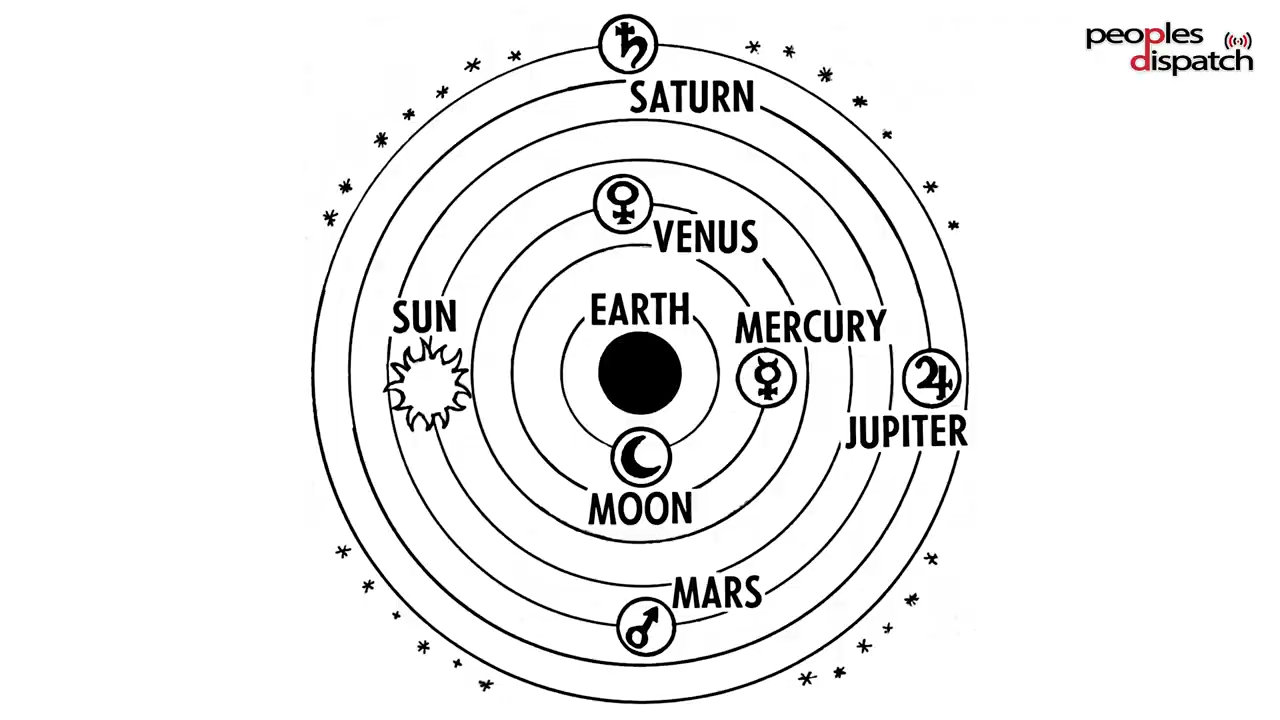 peoples
dispatch
SATURN
VENUS
EARTH
SUN
MERCURY
JUPITER
MOON
MARS